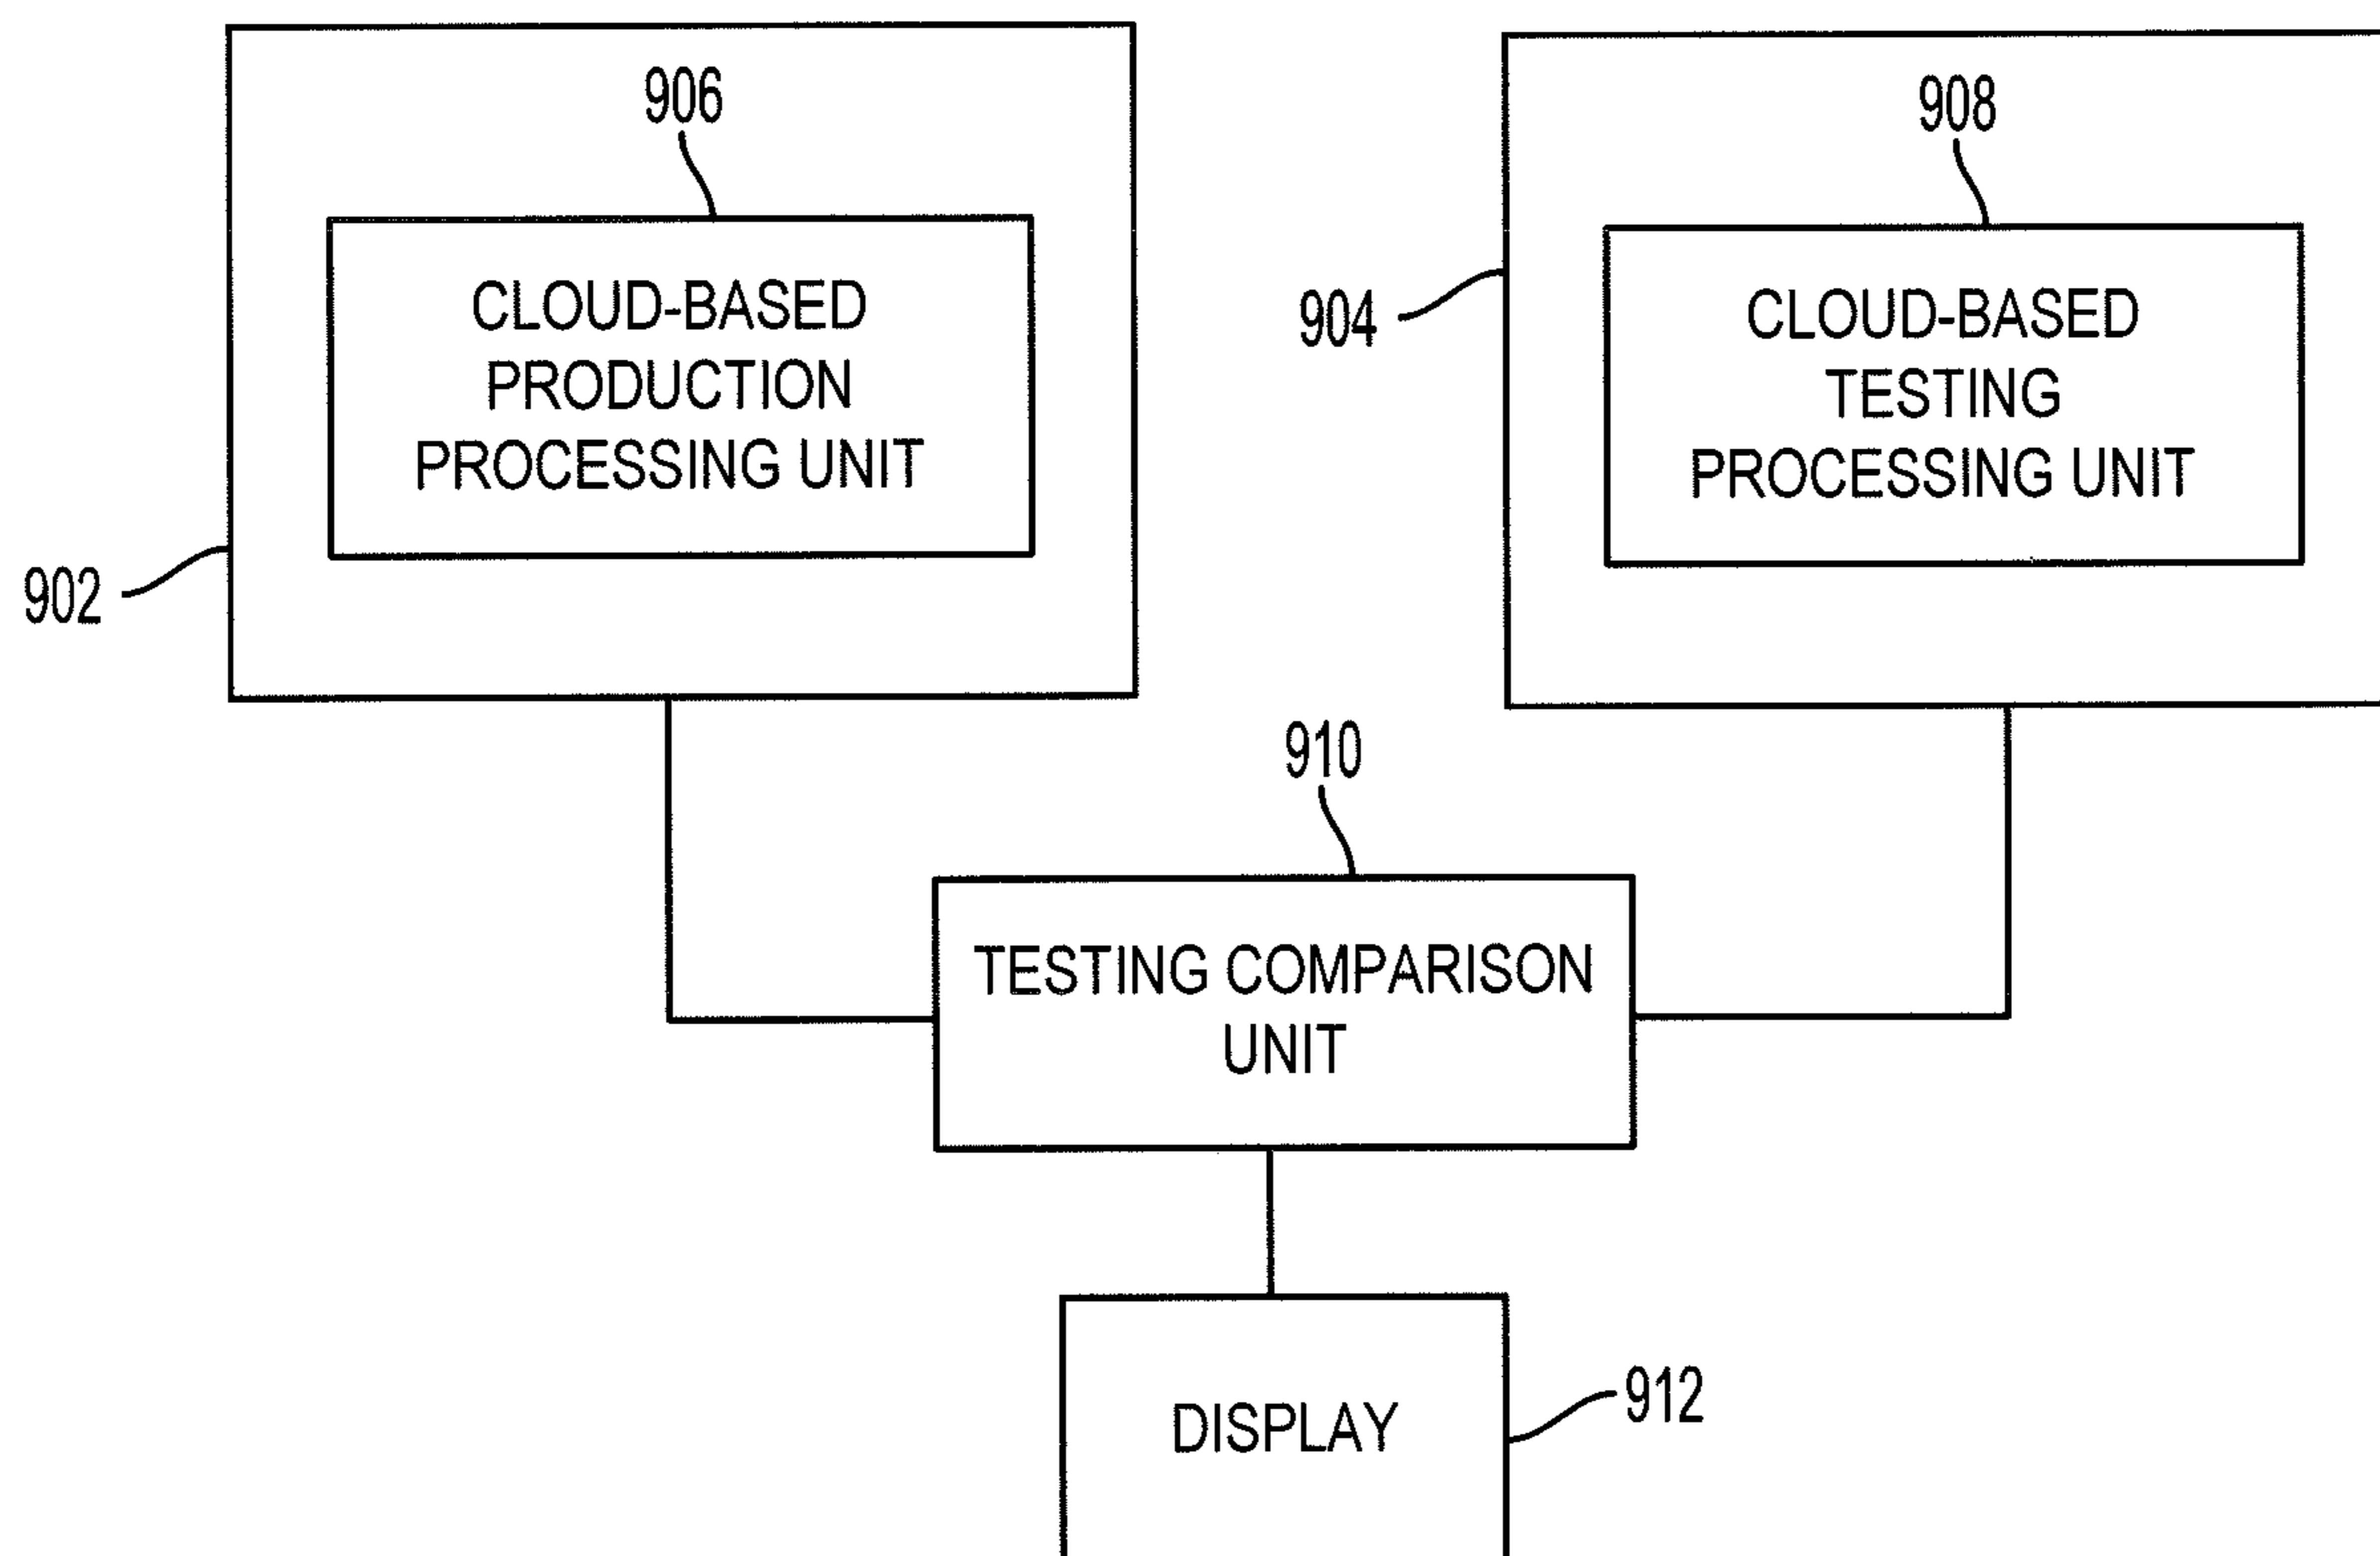 906
CLOUD-BASED
PRODUCTION
PROCESSING UNIT
902
908
CLOUD-BASED
TESTING
PROCESSING UNIT
904
910
TESTING COMPARISON
UNIT
DISPLAY
912